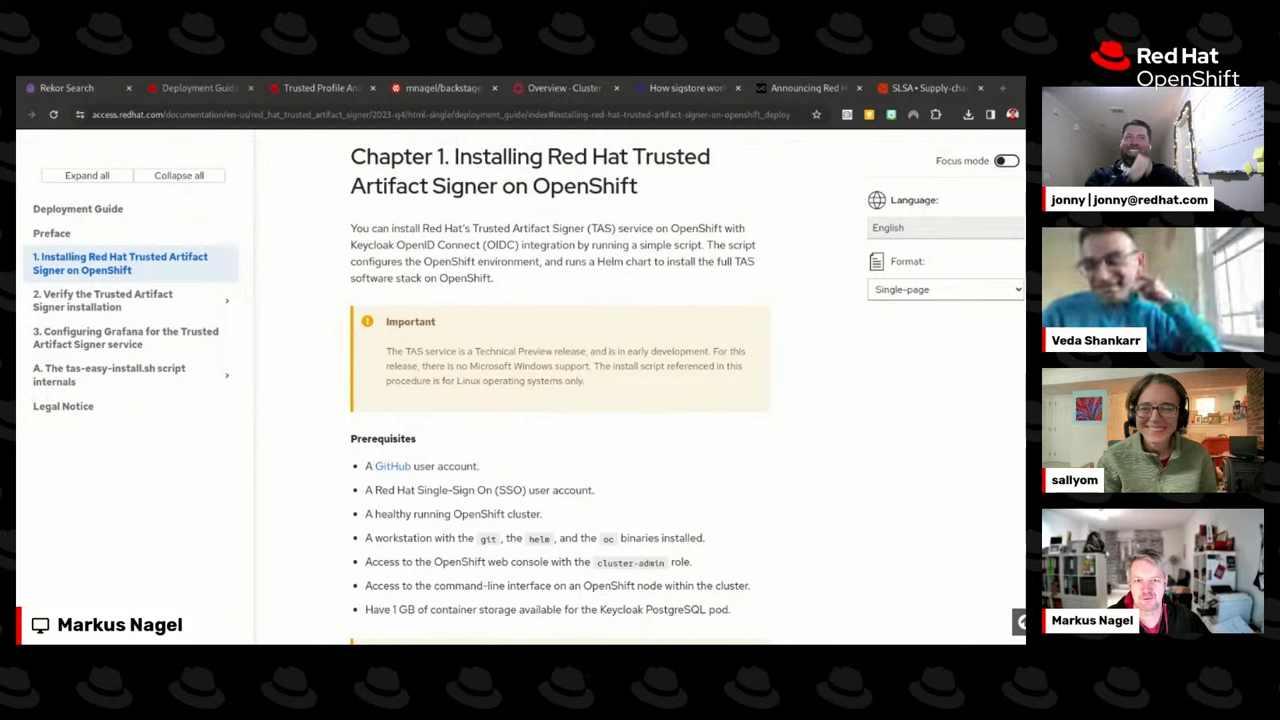 Red Hat
OpenShift
Rekor Search
Deployment Guide
Trusted Profile An
mnagel/backstage
Overview · Cluster
How sigstore wor
Announcing Red H
SLSA • Supply-cha
access.redhat.com/documentation/en-us/red_hat_trusted_artifact_signer/2023-q4/html-single/deployment_guide/index#installing-red-hat-trusted-artifact-signer-on-openshift_deploy
Expand all
Collapse all
Deployment Guide
Preface
1. Installing Red Hat Trusted
Artifact Signer on OpenShift
2. Verify the Trusted Artifact
Signer installation
3. Configuring Grafana for the Trusted
Artifact Signer service
A. The tas-easy-install.sh script
internals
Legal Notice
Chapter 1. Installing Red Hat Trusted
Artifact Signer on OpenShift
You can install Red Hat's Trusted Artifact Signer (TAS) service on OpenShift with
Keycloak OpenID Connect (OIDC) integration by running a simple script. The script
configures the OpenShift environment, and runs a Helm chart to install the full TAS
software stack on OpenShift.
Important
The TAS service is a Technical Preview release, and is in early development. For this
release, there is no Microsoft Windows support. The install script referenced in this
procedure is for Linux operating systems only.
Prerequisites
• A GitHub user account.
• A Red Hat Single-Sign On (SSO) user account.
• A healthy running OpenShift cluster.
• A workstation with the git, the helm, and the oc binaries installed.
• Access to the OpenShift web console with the cluster-admin role.
• Access to the command-line interface on an OpenShift node within the cluster.
• Have 1 GB of container storage available for the Keycloak PostgreSQL pod.
Focus mode
Language:
English
Format:
Single-page
jonny | jonny@redhat.com
Veda Shankarr
sallyom
Markus Nagel
Markus Nagel